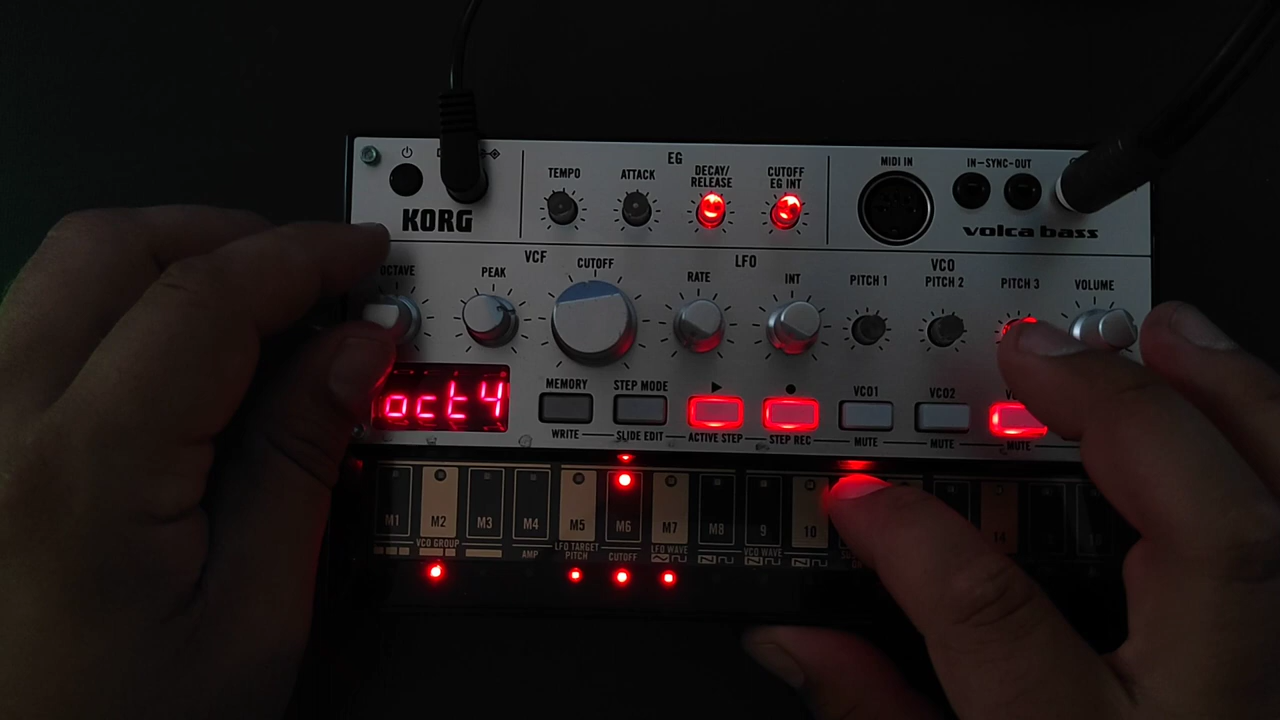 EG
MIDI IN
IN-SYNC-OUT
TEMPO
ATTACK
DECAY/
RELEASE
CUTOFF
EG INT
KORG
volca bass
VCF
LFO
VCO
OCTAVE
PEAK
CUTOFF
RATE
INT
PITCH 1
PITCH 2
PITCH 3
VOLUME
oct4
MEMORY
STEP MODE
VCO1
VCO2
WRITE
SLIDE EDIT
ACTIVE STEP
STEP REC
MUTE
MUTE
MUTE
M1
M2
M3
M4
M5
M6
M7
M8
9
10
14
VCO GROUP
AMP
LFO TARGET
PITCH
CUTOFF
LFO WAVE
VCO WAVE